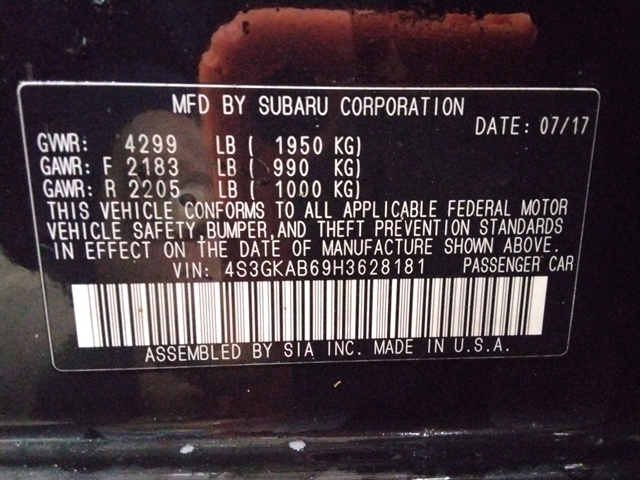 MFD BY SUBARU CORPORATION
DATE: 07/17
GVWR: 4299 LB ( 1950 KG)
GAWR: F 2183 LB ( 990 KG)
GAWR: R 2205 LB ( 1000 KG)
THIS VEHICLE CONFORMS TO ALL APPLICABLE FEDERAL MOTOR
VEHICLE SAFETY,BUMPER,AND THEFT PREVENTION STANDARDS
IN EFFECT ON THE DATE OF MANUFACTURE SHOWN ABOVE.
VIN: 4S3GKAB69H3628181 PASSENGER CAR
ASSEMBLED BY SIA INC. MADE IN U.S.A.